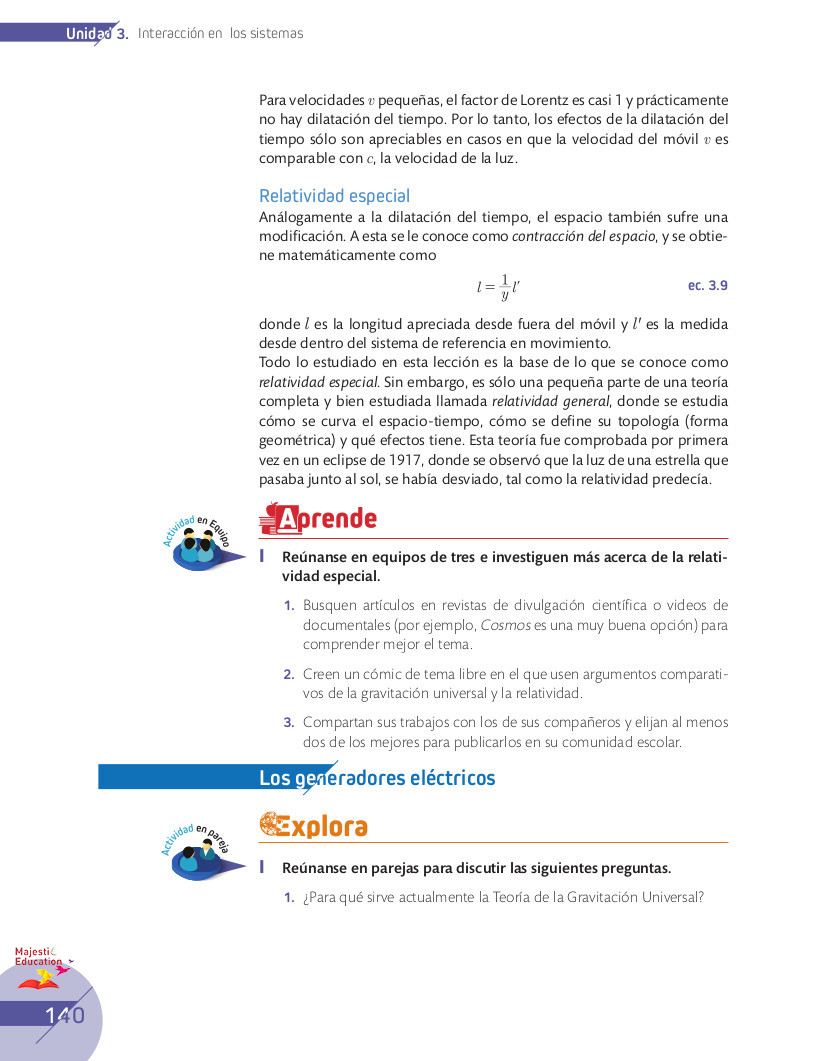 Unidad 3. Interacción en los sistemas
Para velocidades v pequeñas, el factor de Lorentz es casi 1 y prácticamente
no hay dilatación del tiempo. Por lo tanto, los efectos de la dilatación del
tiempo sólo son apreciables en casos en que la velocidad del móvil v es
comparable con c, la velocidad de la luz.
Relatividad especial
Análogamente a la dilatación del tiempo, el espacio también sufre una
modificación. A esta se le conoce como contracción del espacio, y se obtie-
ne matemáticamente como
l = 1/y l′ ec. 3.9
donde l es la longitud apreciada desde fuera del móvil y l′ es la medida
desde dentro del sistema de referencia en movimiento.
Todo lo estudiado en esta lección es la base de lo que se conoce como
relatividad especial. Sin embargo, es sólo una pequeña parte de una teoría
completa y bien estudiada llamada relatividad general, donde se estudia
cómo se curva el espacio-tiempo, cómo se define su topología (forma
geométrica) y qué efectos tiene. Esta teoría fue comprobada por primera
vez en un eclipse de 1917, donde se observó que la luz de una estrella que
pasaba junto al sol, se había desviado, tal como la relatividad predecía.
Actividad en Equipo
Aprende
I Reúnanse en equipos de tres e investiguen más acerca de la relati-
vidad especial.
1. Busquen artículos en revistas de divulgación científica o videos de
documentales (por ejemplo, Cosmos es una muy buena opción) para
comprender mejor el tema.
2. Creen un cómic de tema libre en el que usen argumentos comparati-
vos de la gravitación universal y la relatividad.
3. Compartan sus trabajos con los de sus compañeros y elijan al menos
dos de los mejores para publicarlos en su comunidad escolar.
Los generadores eléctricos
Actividad en pareja
Explora
I Reúnanse en parejas para discutir las siguientes preguntas.
1. ¿Para qué sirve actualmente la Teoría de la Gravitación Universal?
Majestic
Education
140